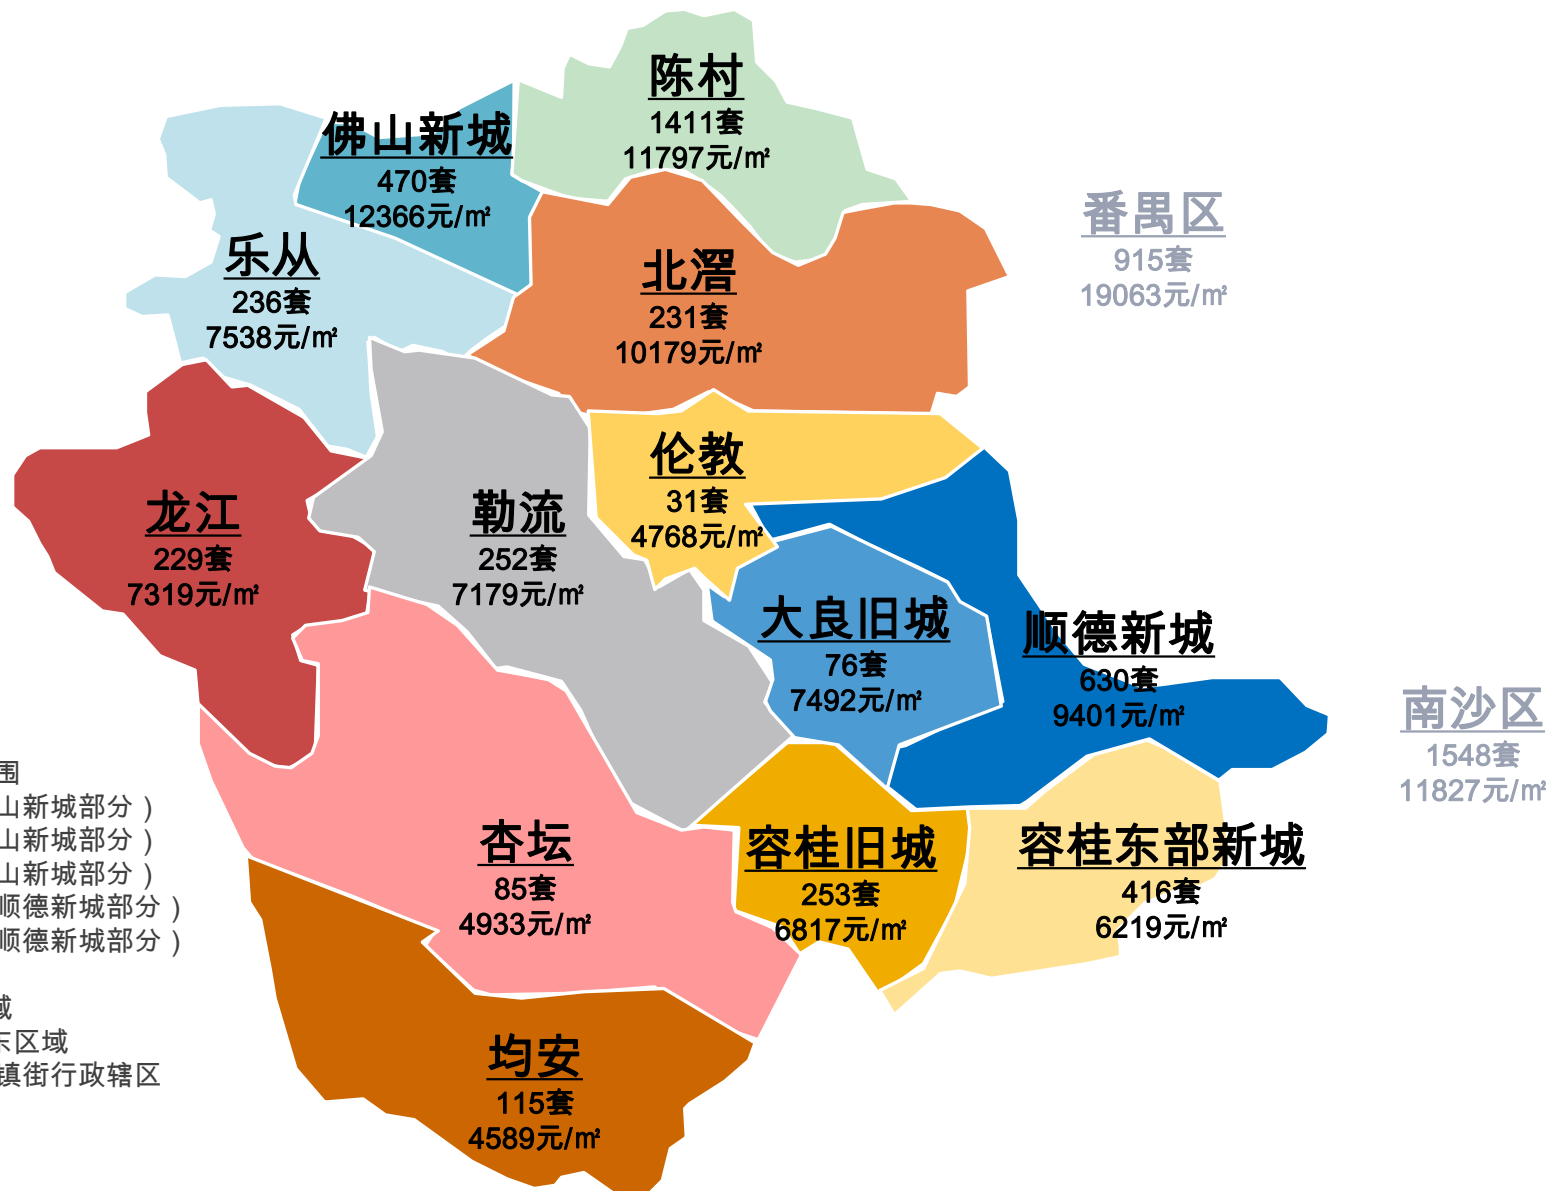 陈村
1411套
11797元/㎡
佛山新城
470套
12366元/㎡
番禺区
915套
19063元/㎡
乐从
236套
7538元/㎡
北滘
231套
10179元/㎡
伦教
31套
4768元/㎡
龙江
229套
7319元/㎡
勒流
252套
7179元/㎡
大良旧城
76套
7492元/㎡
顺德新城
630套
9401元/㎡
南沙区
1548套
11827元/㎡
围
山新城部分)
山新城部分)
山新城部分)
顺德新城部分)
顺德新城部分)
域
东区域
镇街行政辖区
杏坛
85套
4933元/㎡
容桂旧城
253套
6817元/㎡
容桂东部新城
416套
6219元/㎡
均安
115套
4589元/㎡